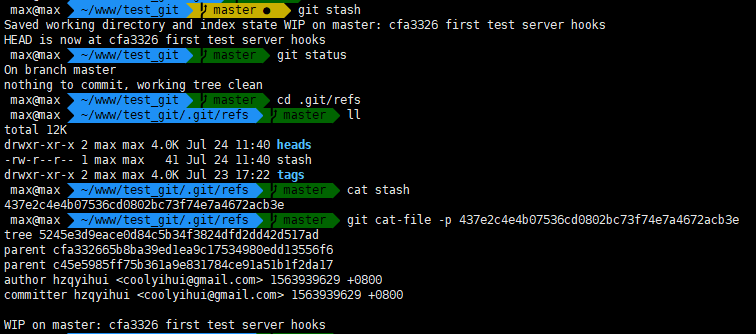 max@max ~/www/test_git master ● git stash
Saved working directory and index state WIP on master: cfa3326 first test server hooks
HEAD is now at cfa3326 first test server hooks
max@max ~/www/test_git master git status
On branch master
nothing to commit, working tree clean
max@max ~/www/test_git master cd .git/refs
max@max ~/www/test_git/.git/refs master ll
total 12K
drwxr-xr-x 2 max max 4.0K Jul 24 11:40 heads
-rw-r--r-- 1 max max 41 Jul 24 11:40 stash
drwxr-xr-x 2 max max 4.0K Jul 23 17:22 tags
max@max ~/www/test_git/.git/refs master cat stash
437e2c4e4b07536cd0802bc73f74e7a4672acb3e
max@max ~/www/test_git/.git/refs master git cat-file -p 437e2c4e4b07536cd0802bc73f74e7a4672acb3e
tree 5245e3d9eace0d84c5b34f3824dfd2dd42d517ad
parent cfa332665b8ba39ed1ea9c17534980edd13556f6
parent c45e5985ff75b361a9e831784ce91a51b1f2da17
author hzqyihui <coolyihui@gmail.com> 1563939629 +0800
committer hzqyihui <coolyihui@gmail.com> 1563939629 +0800
WIP on master: cfa3326 first test server hooks